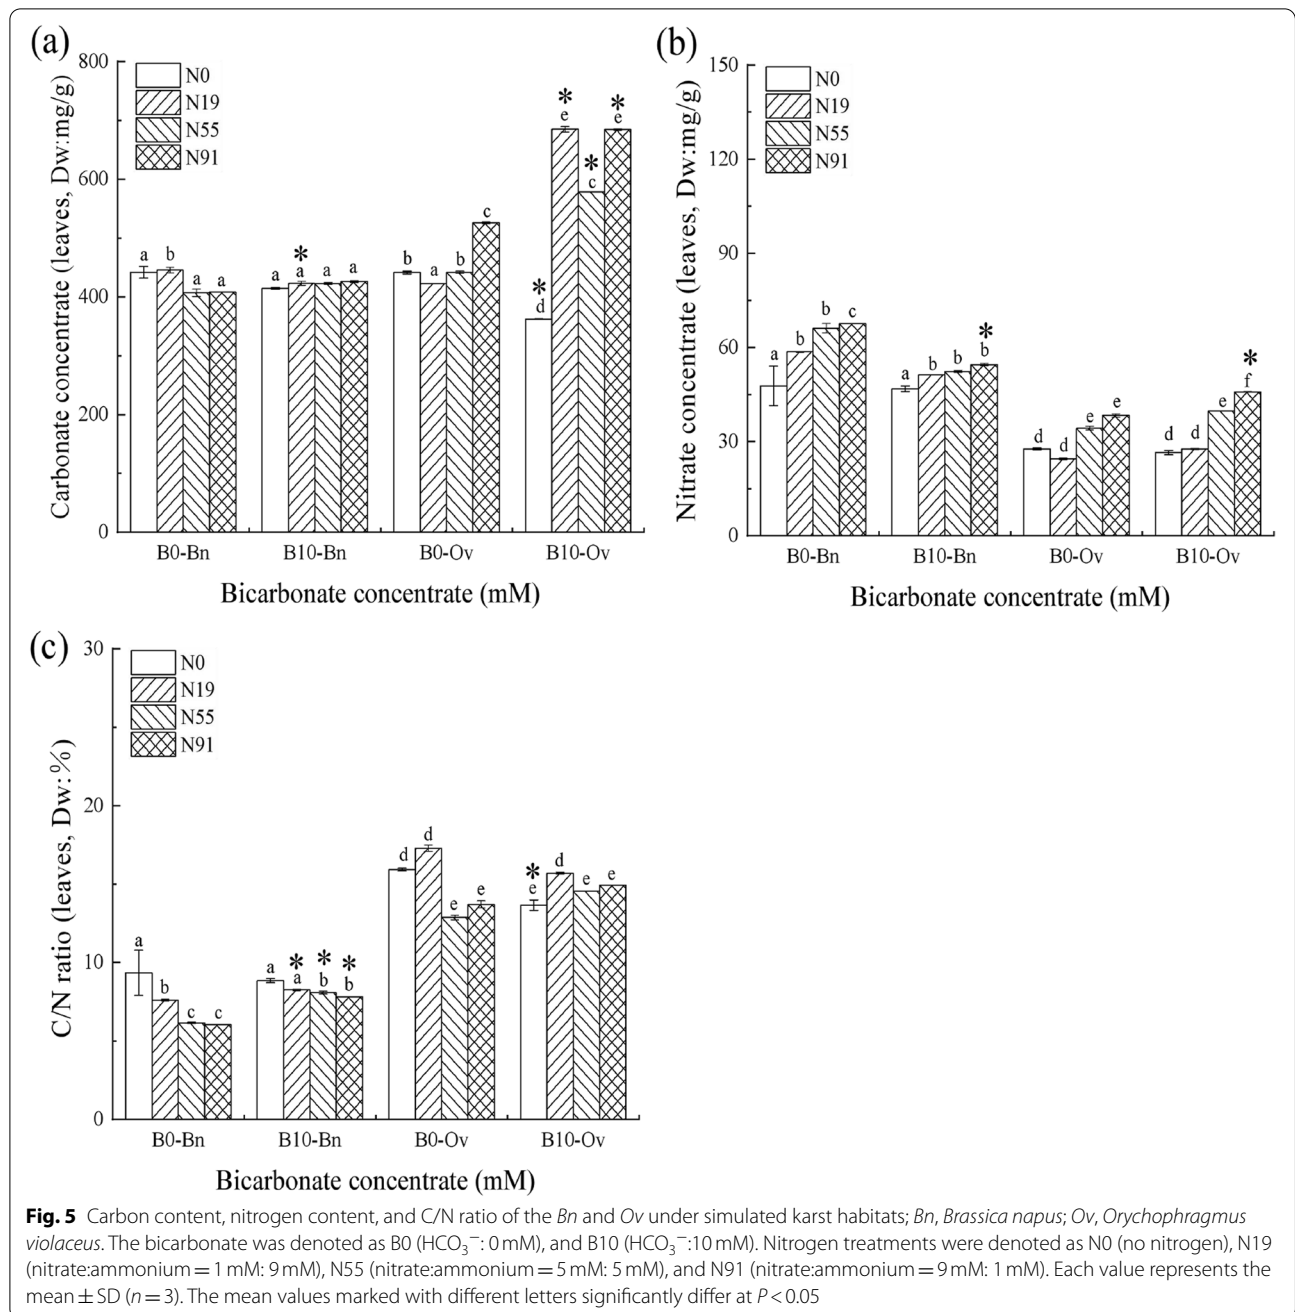 (a)
Carbonate concentrate (leaves, Dw:mg/g)
800
600
400
200
0
N0
N19
N55
N91
a
b
a
a
*
a
a
a
a
b
a
b
c
*
d
*
e
*
c
*
e
B0-Bn
B10-Bn
B0-Ov
B10-Ov
Bicarbonate concentrate (mM)
(b)
Nitrate concentrate (leaves, Dw:mg/g)
150
120
90
60
30
0
N0
N19
N55
N91
a
b
b
c
a
b
b
*
b
d
d
e
e
d
d
e
*
f
B0-Bn
B10-Bn
B0-Ov
B10-Ov
Bicarbonate concentrate (mM)
(c)
C/N ratio (leaves, Dw: %)
30
20
10
0
N0
N19
N55
N91
a
b
c
c
a
*
a
*
b
*
b
d
d
e
e
*
e
d
e
e
B0-Bn
B10-Bn
B0-Ov
B10-Ov
Bicarbonate concentrate (mM)
Fig. 5 Carbon content, nitrogen content, and C/N ratio of the Bn and Ov under simulated karst habitats; Bn, Brassica napus; Ov, Orychophragmus
violaceus. The bicarbonate was denoted as B0 (HCO₃⁻: 0 mM), and B10 (HCO₃⁻:10 mM). Nitrogen treatments were denoted as N0 (no nitrogen), N19
(nitrate:ammonium = 1 mM: 9 mM), N55 (nitrate:ammonium = 5 mM: 5 mM), and N91 (nitrate:ammonium = 9 mM: 1 mM). Each value represents the
mean ± SD (n = 3). The mean values marked with different letters significantly differ at P < 0.05